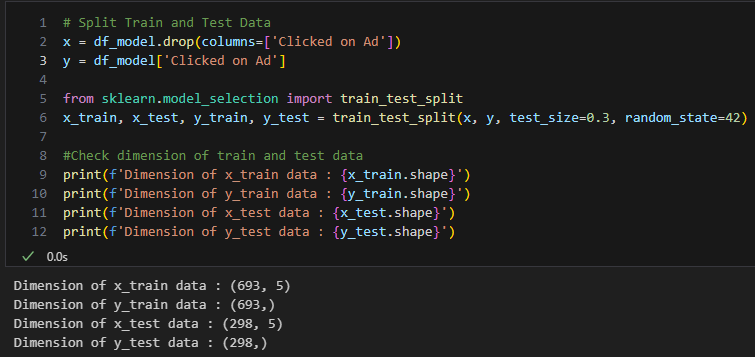 1 # Split Train and Test Data
2 x = df_model.drop(columns=['Clicked on Ad'])
3 y = df_model['Clicked on Ad']
4
5 from sklearn.model_selection import train_test_split
6 x_train, x_test, y_train, y_test = train_test_split(x, y, test_size=0.3, random_state=42)
7
8 #Check dimension of train and test data
9 print(f'Dimension of x_train data : {x_train.shape}')
10 print(f'Dimension of y_train data : {y_train.shape}')
11 print(f'Dimension of x_test data : {x_test.shape}')
12 print(f'Dimension of y_test data : {y_test.shape}')
✓ 0.0s
Dimension of x_train data : (693, 5)
Dimension of y_train data : (693,)
Dimension of x_test data : (298, 5)
Dimension of y_test data : (298,)